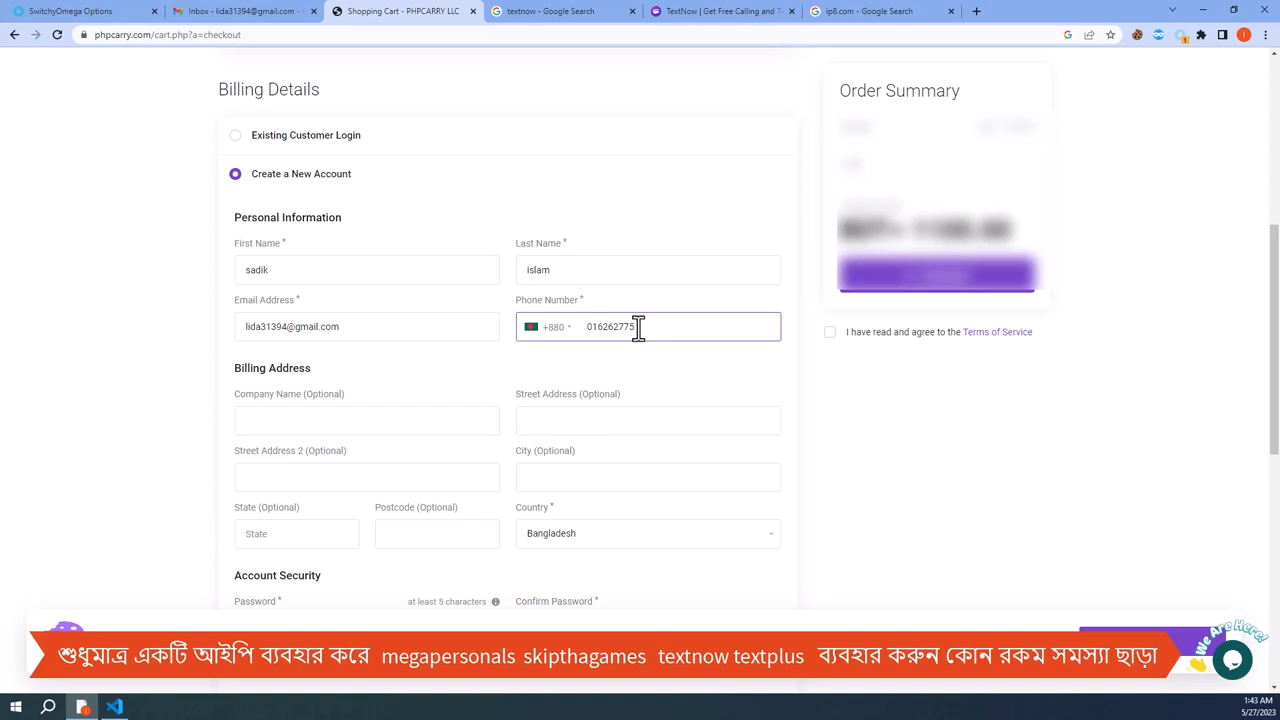 SwitchyOmega Options
Inbox - lida31394@gmail.com -
Shopping Cart - PHPCARRY LLC
textnow - Google Search
TextNow | Get Free Calling and T
ip8.com - Google Search
phpcarry.com/cart.php?a=checkout
Billing Details
Existing Customer Login
Create a New Account
Personal Information
First Name *
Last Name *
sadik
islam
Email Address *
Phone Number *
lida31394@gmail.com
+880
016262775
Billing Address
Company Name (Optional)
Street Address (Optional)
Street Address 2 (Optional)
City (Optional)
State (Optional)
Postcode (Optional)
Country *
State
Bangladesh
Account Security
Password *
at least 5 characters
Confirm Password *
Order Summary
I have read and agree to the Terms of Service
We Are Here!
শুধুমাত্র একটি আইপি ব্যবহার করে megapersonals skipthagames textnow textplus ব্যবহার করুন কোন রকম সমস্যা ছাড়া
1:43 AM
5/27/2023